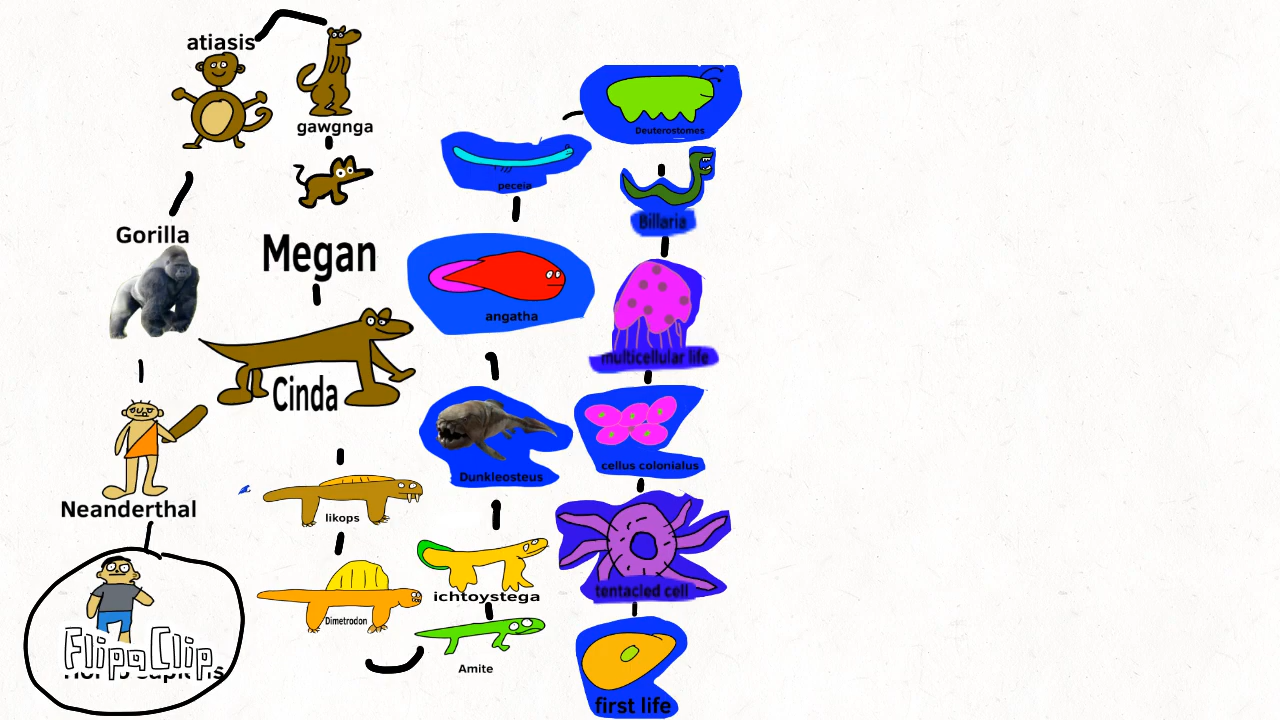 atiasis
gawgnga
Gorilla
Megan
Cinda
Neanderthal
likops
Dimetrodon
FlipaClip
Deuterostomes
peceia
Billaria
angatha
multicellular life
cellus colonialus
Dunkleosteus
ichtoystega
tentacled cell
Amite
first life